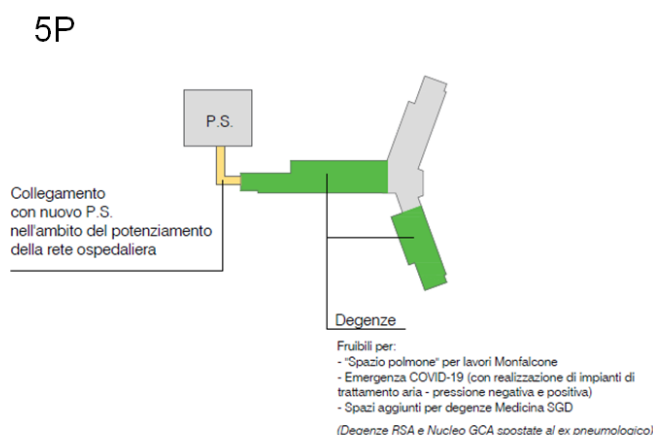 5P
P.S.
Collegamento
con nuovo P.S.
nell'ambito del potenziamento
della rete ospedaliera
Degenze
Fruibili per:
- "Spazio polmone" per lavori Monfalcone
- Emergenza COVID-19 (con realizzazione di impianti di
trattamento aria - pressione negativa e positiva)
- Spazi aggiunti per degenze Medicina SGD
(Degenze RSA e Nucleo GCA spostate al ex pneumologico)